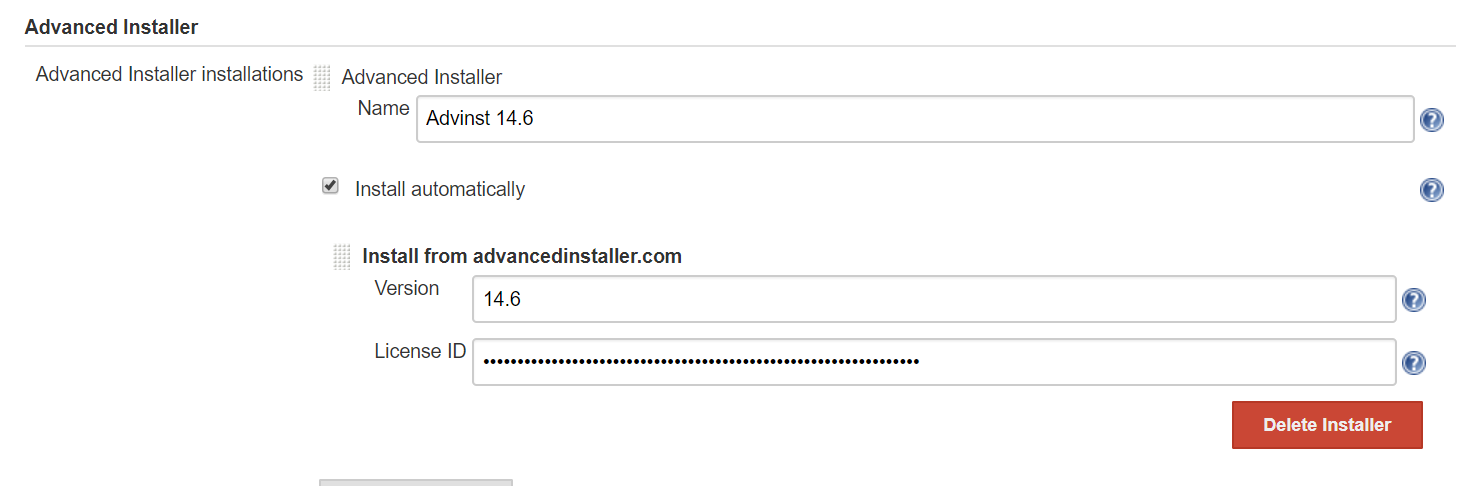 Advanced Installer
Advanced Installer installations
Advanced Installer
Name
Advinst 14.6
?
Install automatically
?
Install from advancedinstaller.com
Version
14.6
?
License ID
••••••••••••••••••••••••••••••••••••••••••••••••••••••••••••••••
?
Delete Installer